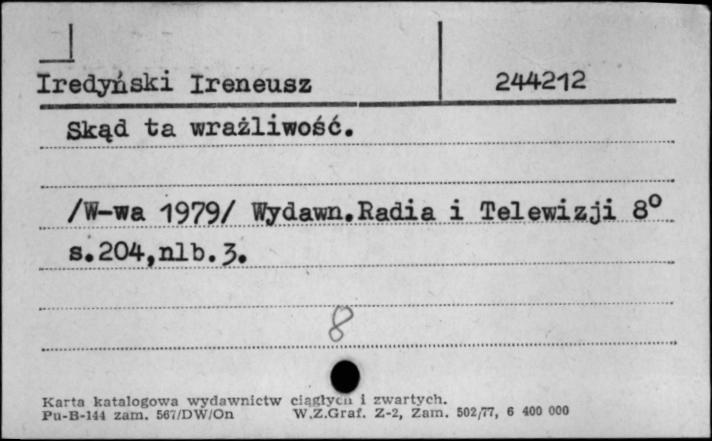 Iredyński Ireneusz 244212
Skąd ta wrażliwość.
/W-wa 1979/ Wydawn.Radia i Telewizji 8°
s.204,nlb.3.
8
Karta katalogowa wydawnictw ciągłych i zwartych.
Pu-B-144 zam. 567/DW/On W.Z.Graf. Z-2, Zam. 502/77, 6 400 000